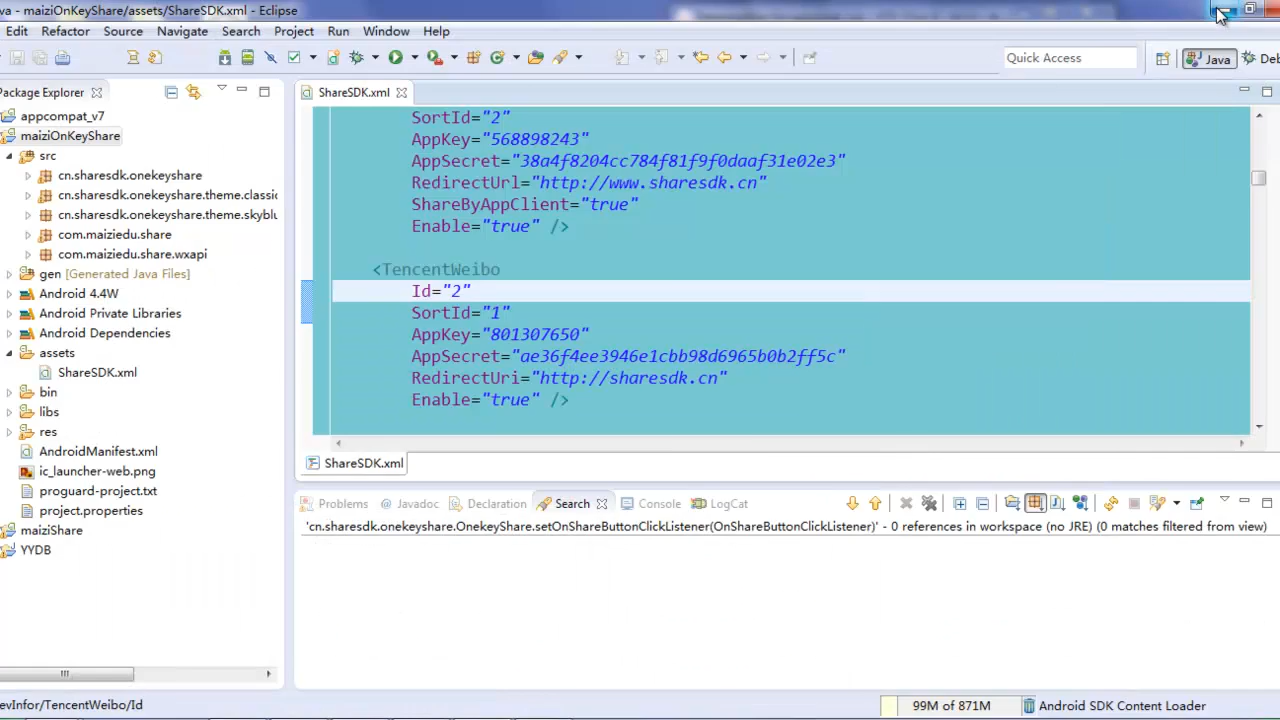 va - maiziOnKeyShare/assets/ShareSDK.xml - Eclipse
Edit Refactor Source Navigate Search Project Run Window Help
Quick Access
Java
Deb
Package Explorer
ShareSDK.xml
appcompat_v7
maiziOnKeyShare
src
cn.sharesdk.onekeyshare
cn.sharesdk.onekeyshare.theme.classic
cn.sharesdk.onekeyshare.theme.skyblu
com.maiziedu.share
com.maiziedu.share.wxapi
gen [Generated Java Files]
Android 4.4W
Android Private Libraries
Android Dependencies
assets
ShareSDK.xml
bin
libs
res
AndroidManifest.xml
ic_launcher-web.png
proguard-project.txt
project.properties
maiziShare
YYDB
SortId="2"
AppKey="568898243"
AppSecret="38a4f8204cc784f81f9f0daaf31e02e3"
RedirectUrl="http://www.sharesdk.cn"
ShareByAppClient="true"
Enable="true" />
<TencentWeibo
Id="2"
SortId="1"
AppKey="801307650"
AppSecret="ae36f4ee3946e1cbb98d6965b0b2ff5c"
RedirectUri="http://sharesdk.cn"
Enable="true" />
ShareSDK.xml
Problems Javadoc Declaration Search Console LogCat
'cn.sharesdk.onekeyshare.OnekeyShare.setOnShareButtonClickListener(OnShareButtonClickListener)' - 0 references in workspace (no JRE) (0 matches filtered from view)
evInfor/TencentWeibo/Id
99M of 871M
Android SDK Content Loader